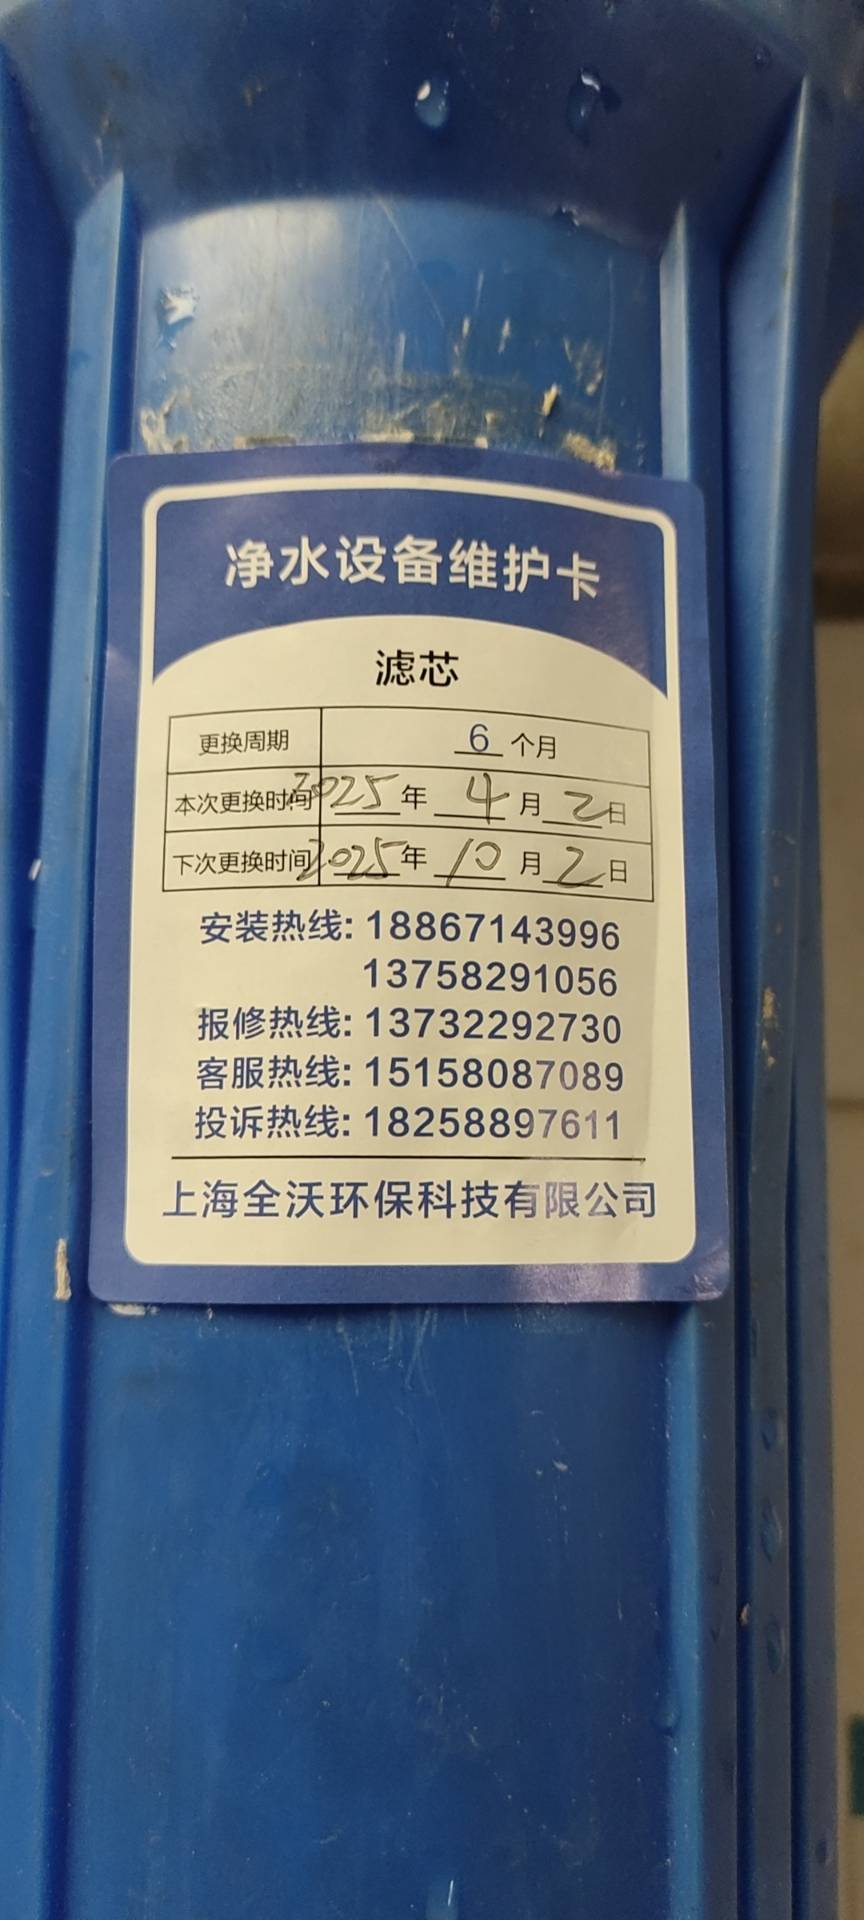 净水设备维护卡
滤芯
更换周期 6 个月
本次更换时间 2025 年 4 月 2 日
下次更换时间 2025 年 10 月 2 日
安装热线: 18867143996
13758291056
报修热线: 13732292730
客服热线: 15158087089
投诉热线: 18258897611
上海全沃环保科技有限公司